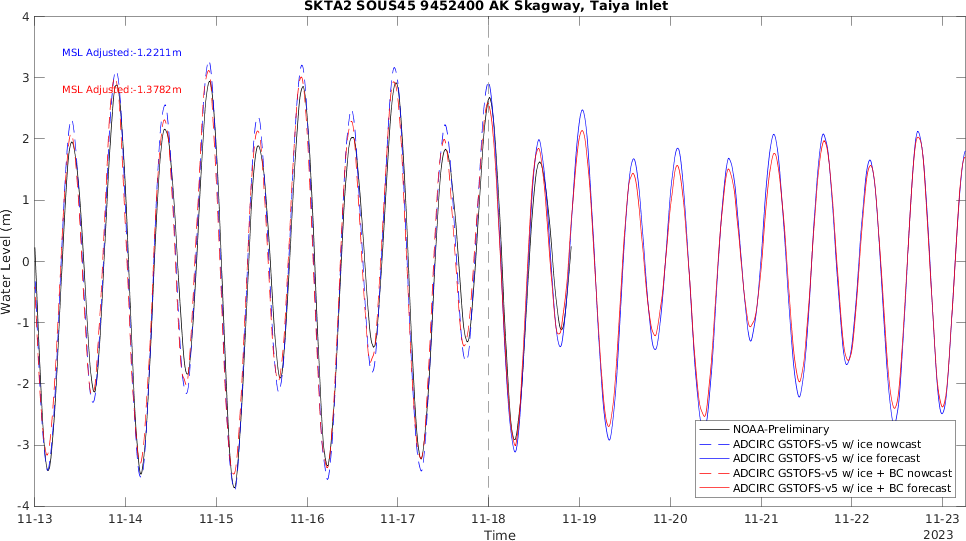 SKTA2 SOUS45 9452400 AK Skagway, Taiya Inlet
4
3
2
1
0
-1
-2
-3
-4
Water Level (m)
MSL Adjusted:-1.2211m
MSL Adjusted:-1.3782m
NOAA-Preliminary
ADCIRC GSTOFS-v5 w/ ice nowcast
ADCIRC GSTOFS-v5 w/ ice forecast
ADCIRC GSTOFS-v5 w/ ice + BC nowcast
ADCIRC GSTOFS-v5 w/ ice + BC forecast
11-13 11-14 11-15 11-16 11-17 11-18 11-19 11-20 11-21 11-22 11-23
Time
2023